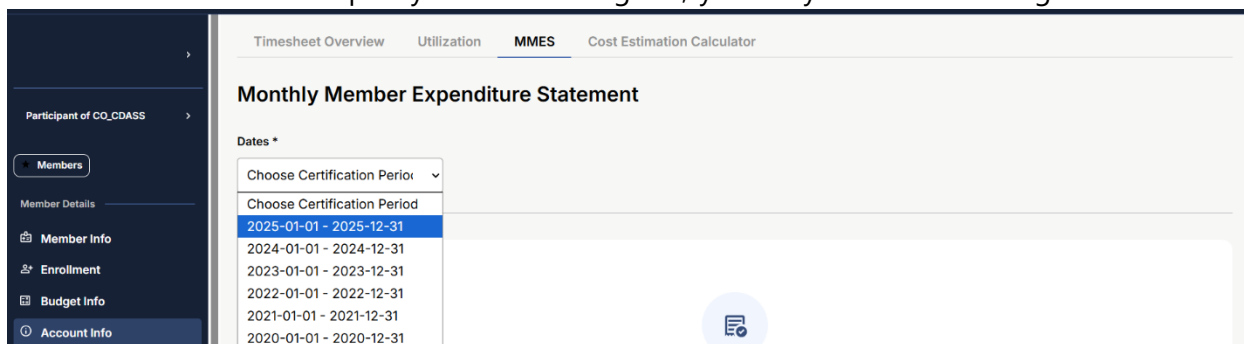 Timesheet Overview Utilization MMES Cost Estimation Calculator
Monthly Member Expenditure Statement
Participant of CO_CDASS
Dates *
Members
Choose Certification Perio
Member Details
Choose Certification Period
2025-01-01 - 2025-12-31
Member Info
2024-01-01 - 2024-12-31
Enrollment
2023-01-01 - 2023-12-31
Budget Info
2022-01-01 - 2022-12-31
2021-01-01 - 2021-12-31
Account Info
2020-01-01 - 2020-12-31